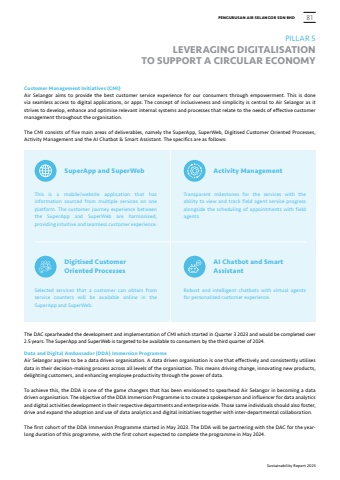 PENGURUSAN AIR SELANGOR SDN BHD 81
PILLAR 5
LEVERAGING DIGITALISATION
TO SUPPORT A CIRCULAR ECONOMY
Customer Management Initiatives (CMI)
Air Selangor aims to provide the best customer service experience for our consumers through empowerment. This is done
via seamless access to digital applications, or apps. The concept of inclusiveness and simplicity is central to Air Selangor as it
strives to develop, enhance and optimise relevant internal systems and processes that relate to the needs of effective customer
management throughout the organisation.
The CMI consists of five main areas of deliverables, namely the SuperApp, SuperWeb, Digitised Customer Oriented Processes,
Activity Management and the AI Chatbot & Smart Assistant. The specifics are as follows:
SuperApp and SuperWeb
This is a mobile/website application that has
information sourced from multiple services on one
platform. The customer journey experience between
the SuperApp and SuperWeb are harmonised,
providing intuitive and seamless customer experience.
Activity Management
Transparent milestones for the services with the
ability to view and track field agent service progress
alongside the scheduling of appointments with field
agents.
Digitised Customer
Oriented Processes
Selected services that a customer can obtain from
service counters will be available online in the
SuperApp and SuperWeb.
AI Chatbot and Smart
Assistant
Robust and intelligent chatbots with virtual agents
for personalised customer experience
The DAC spearheaded the development and implementation of CMI which started in Quarter 3 2023 and would be completed over
2.5 years. The SuperApp and SuperWeb is targeted to be available to consumers by the third quarter of 2024.
Data and Digital Ambassador (DDA) Immersion Programme
Air Selangor aspires to be a data driven organisation. A data driven organisation is one that effectively and consistently utilises
data in their decision-making process across all levels of the organisation. This means driving change, innovating new products,
delighting customers, and enhancing employee productivity through the power of data.
To achieve this, the DDA is one of the game changers that has been envisioned to spearhead Air Selangor in becoming a data
driven organisation. The objective of the DDA Immersion Programme is to create a spokesperson and influencer for data analytics
and digital activities development in their respective departments and enterprise wide. Those same individuals should also foster,
drive and expand the adoption and use of data analytics and digital initiatives together with inter-departmental collaboration.
The first cohort of the DDA Immersion Programme started in May 2023. The DDA will be partnering with the DAC for the year-
long duration of this programme, with the first cohort expected to complete the programme in May 2024.
Sustainability Report 2023